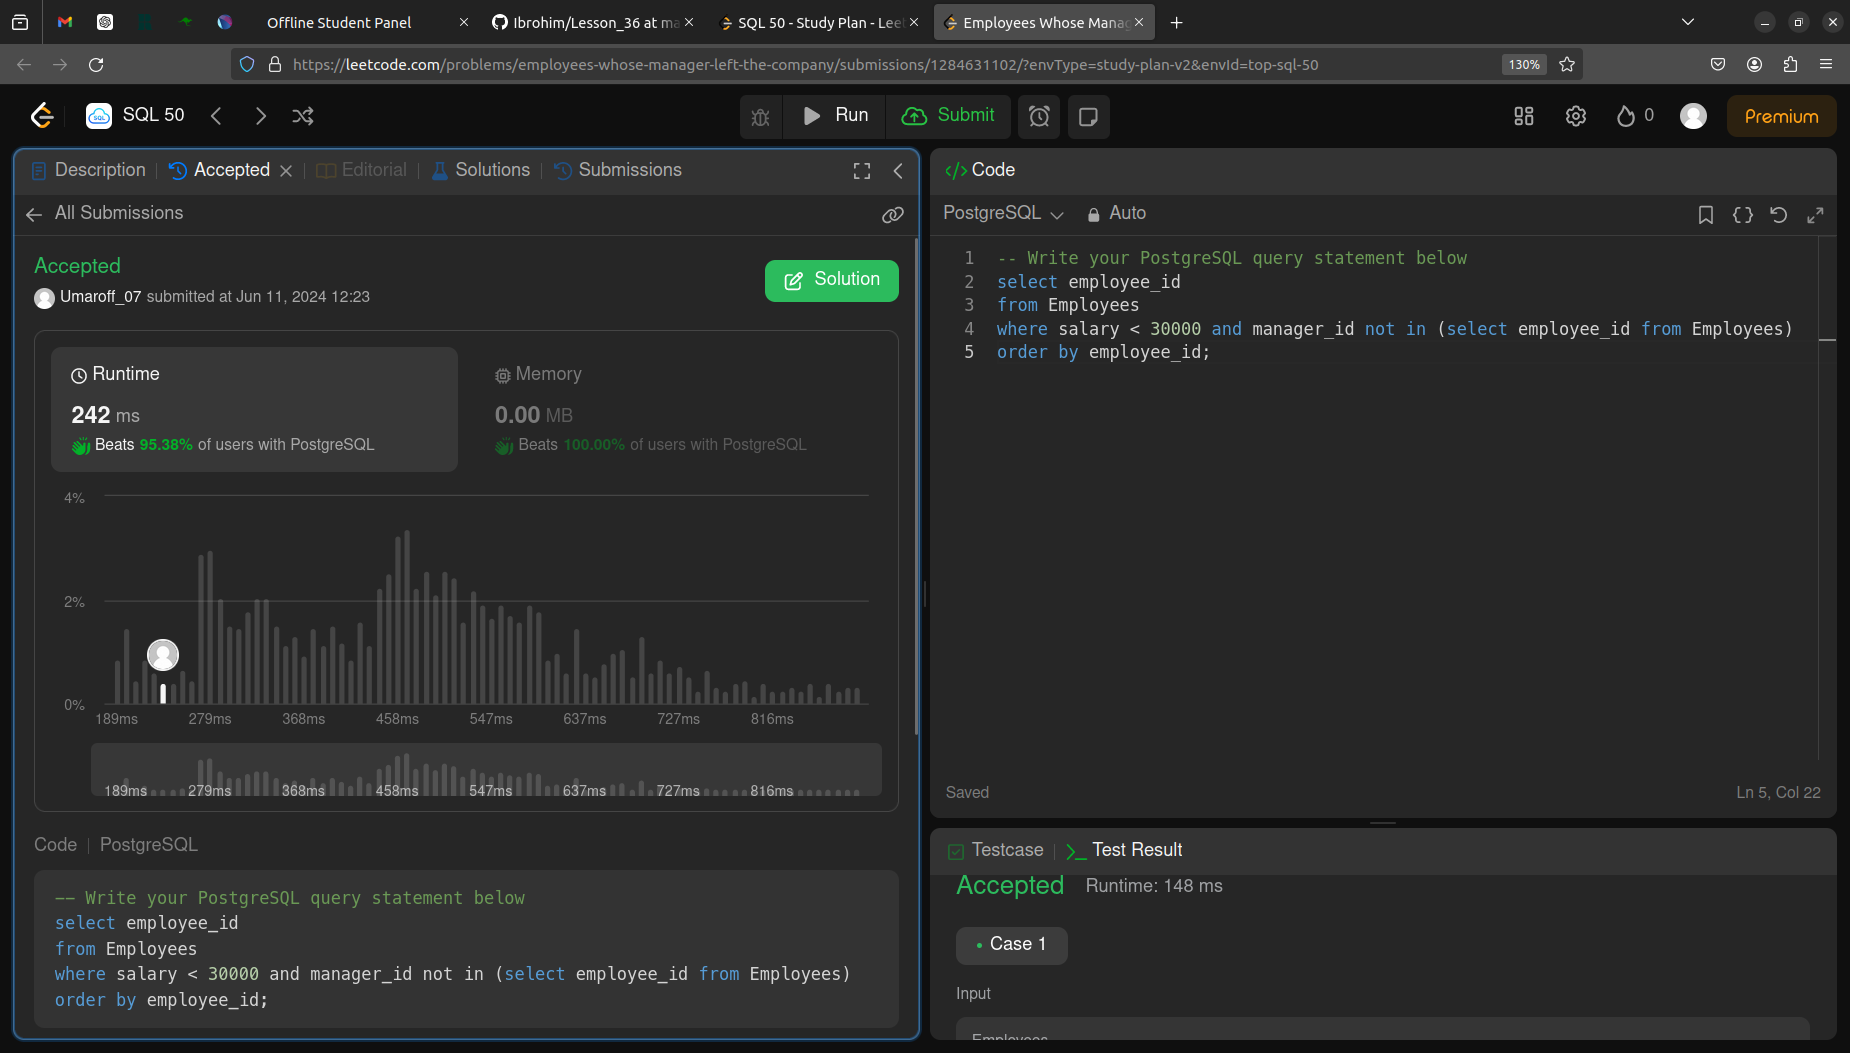 Offline Student Panel
Ibrohim/Lesson_36 at ma
SQL 50 - Study Plan - Leet
Employees Whose Manag
https://leetcode.com/problems/employees-whose-manager-left-the-company/submissions/1284631102/?envType=study-plan-v2&envId=top-sql-50
130%
SQL
SQL 50
Run
Submit
0
Premium
Description
Accepted
Editorial
Solutions
Submissions
All Submissions
Accepted
Umaroff_07 submitted at Jun 11, 2024 12:23
Solution
Runtime
242 ms
Beats 95.38% of users with PostgreSQL
Memory
0.00 MB
Beats 100.00% of users with PostgreSQL
4%
2%
0%
189ms 279ms 368ms 458ms 547ms 637ms 727ms 816ms
189ms 279ms 368ms 458ms 547ms 637ms 727ms 816ms
Code | PostgreSQL
-- Write your PostgreSQL query statement below
select employee_id
from Employees
where salary < 30000 and manager_id not in (select employee_id from Employees)
order by employee_id;
</> Code
PostgreSQL
Auto
1 -- Write your PostgreSQL query statement below
2 select employee_id
3 from Employees
4 where salary < 30000 and manager_id not in (select employee_id from Employees)
5 order by employee_id;
Saved
Ln 5, Col 22
Testcase
Test Result
Accepted
Runtime: 148 ms
Case 1
Input
Employees